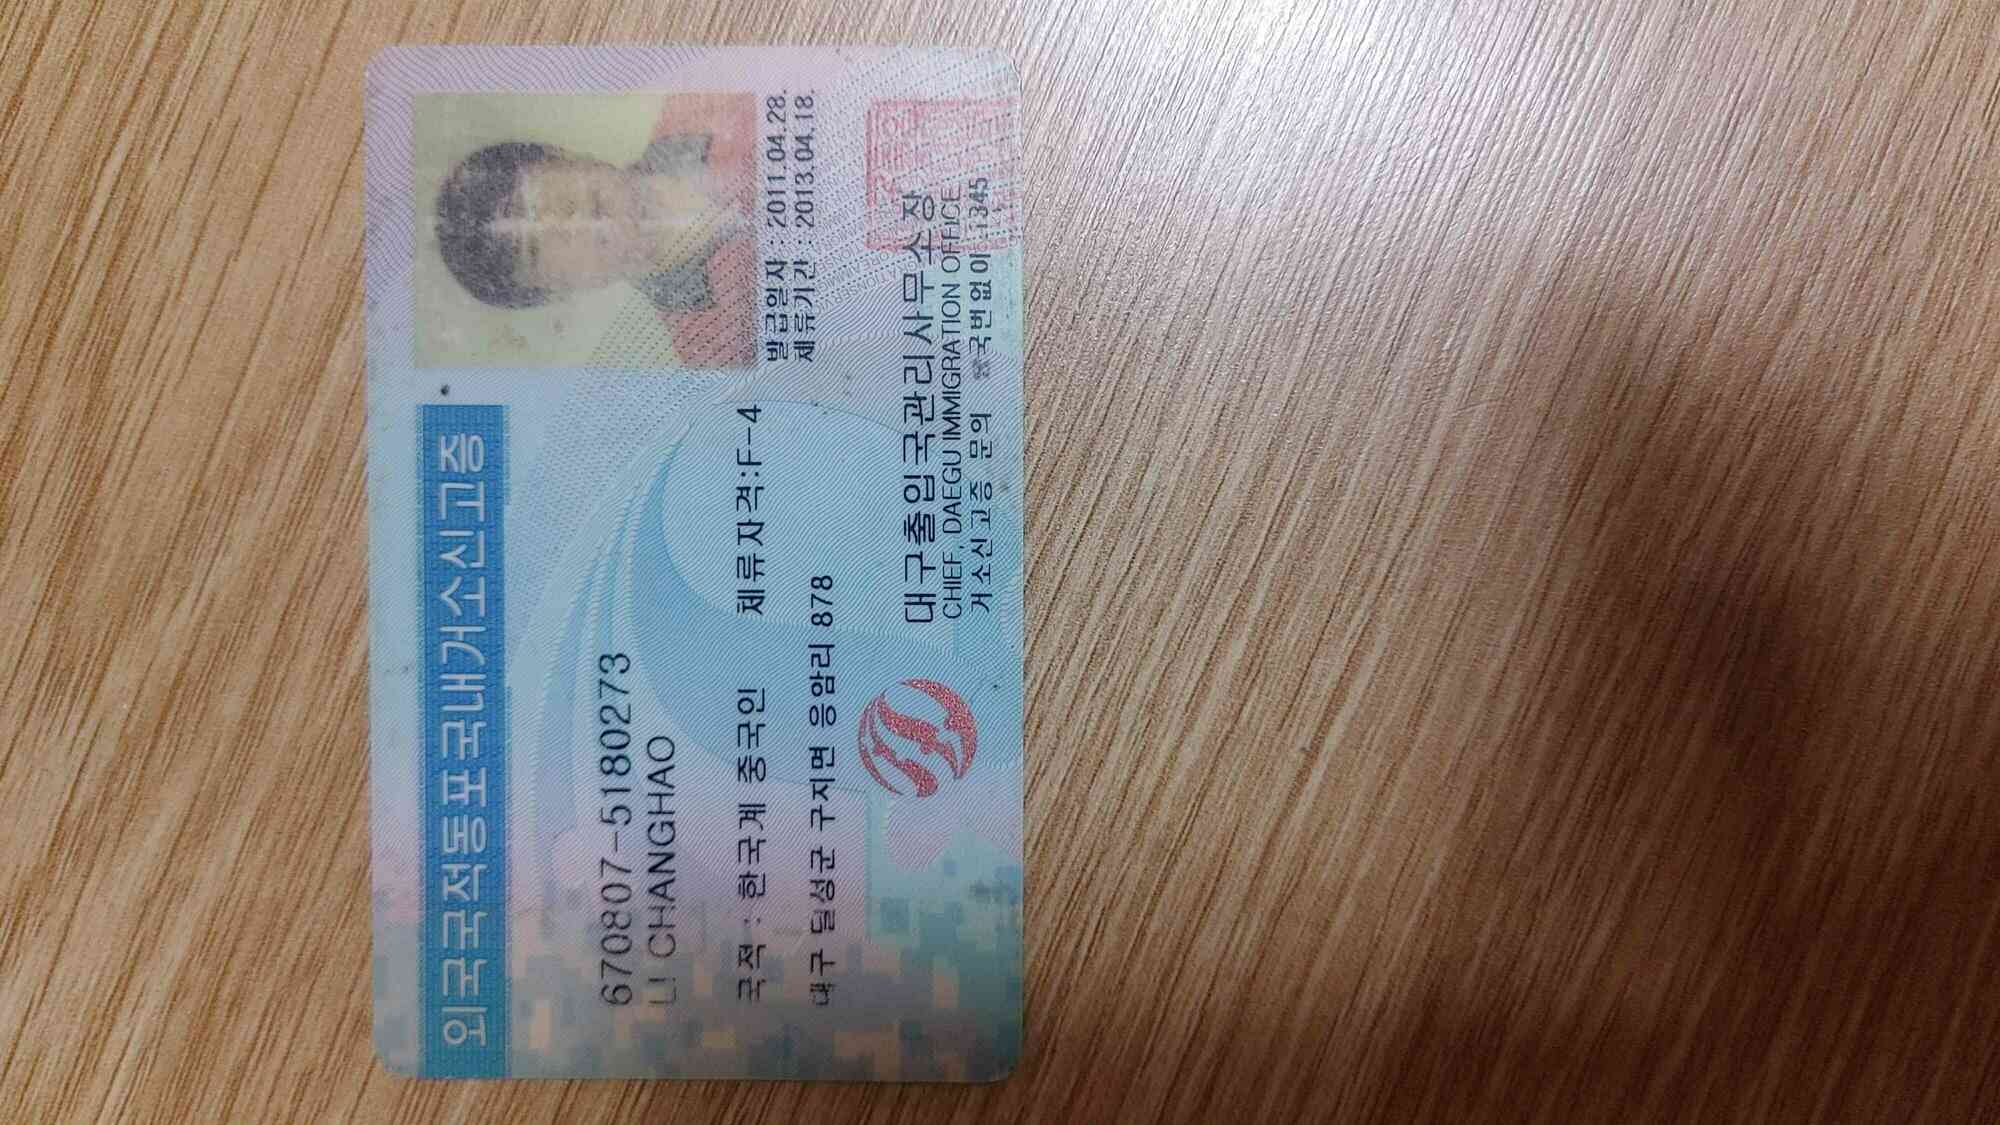 외국국적동포국내거소신고증
670807-5180273
LI CHANGHAO
국적 : 한국계 중국인 체류자격:F-4
대구 달성군 구지면 응암리 878
발급일자 : 2011.04.28.
체류기간 : 2013.04.18.
대구출입국관리사무소장
CHIEF, DAEGU IMMIGRATION OFFICE
거소신고증 문의 국번없이 1345